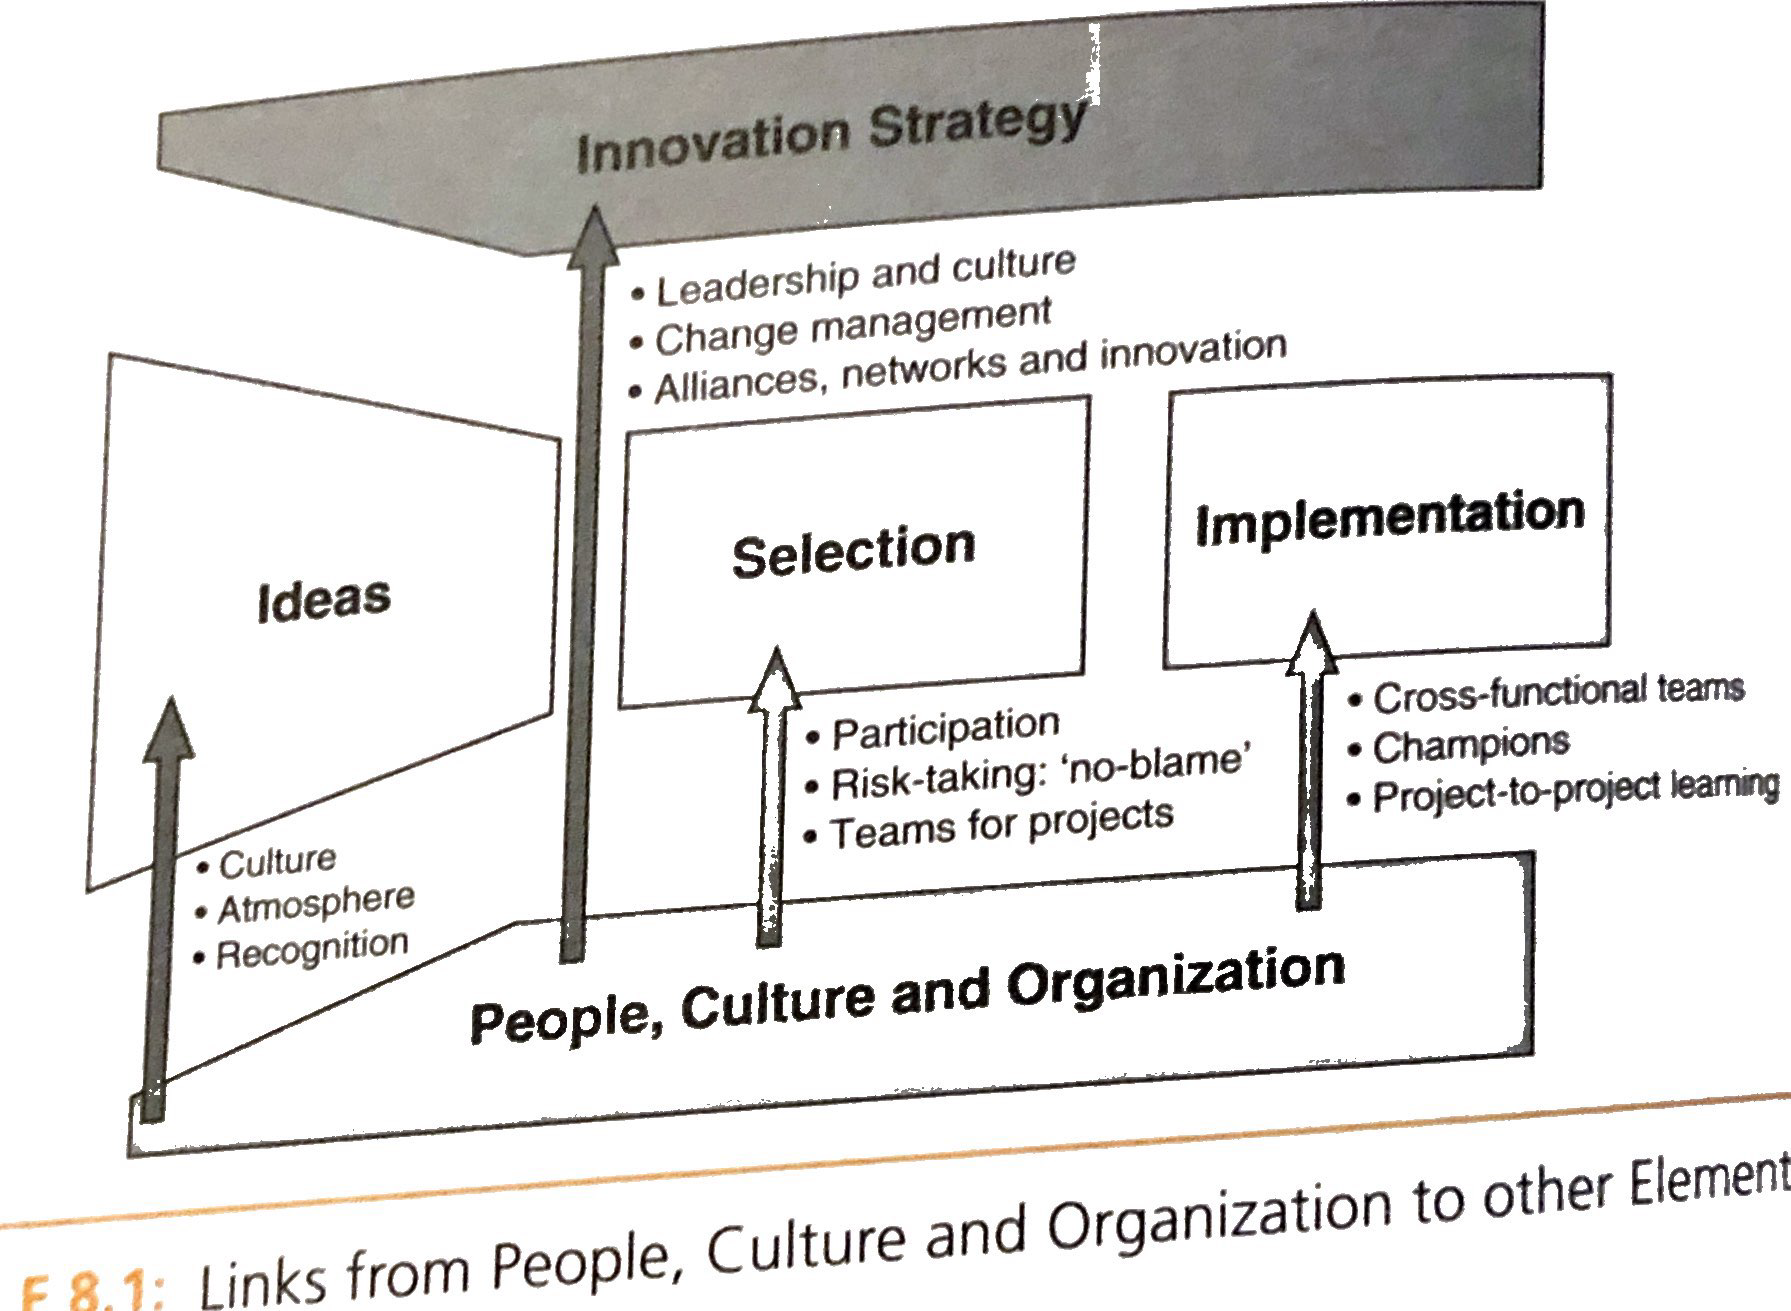 Innovation Strategy
• Leadership and culture
• Change management
• Alliances, networks and innovation
Ideas
Selection
Implementation
• Culture
• Atmosphere
• Recognition
• Participation
• Risk-taking: ‘no-blame’
• Teams for projects
• Cross-functional teams
• Champions
• Project-to-project learning
People, Culture and Organization
E 8.1: Links from People, Culture and Organization to other Element